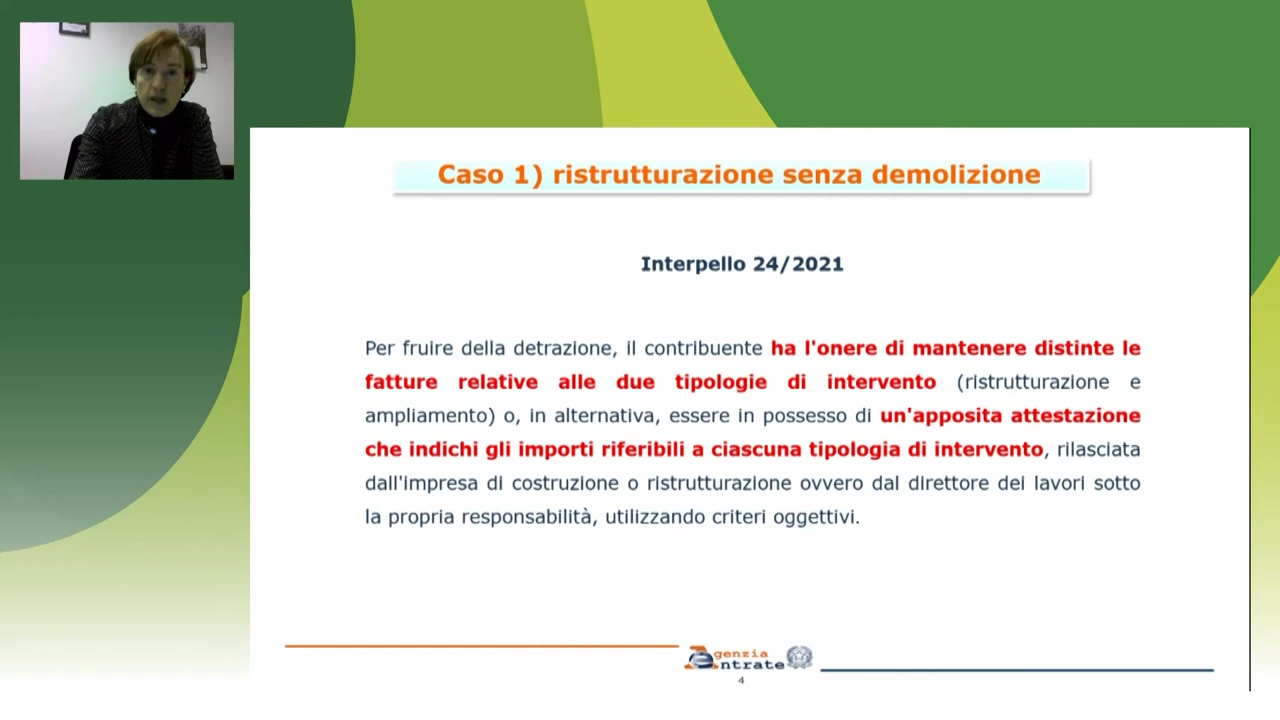 Caso 1) ristrutturazione senza demolizione
Interpello 24/2021
Per fruire della detrazione, il contribuente ha l'onere di mantenere distinte le
fatture relative alle due tipologie di intervento (ristrutturazione e
ampliamento) o, in alternativa, essere in possesso di un'apposita attestazione
che indichi gli importi riferibili a ciascuna tipologia di intervento, rilasciata
dall'impresa di costruzione o ristrutturazione ovvero dal direttore dei lavori sotto
la propria responsabilità, utilizzando criteri oggettivi.
genzia
ntrate
4